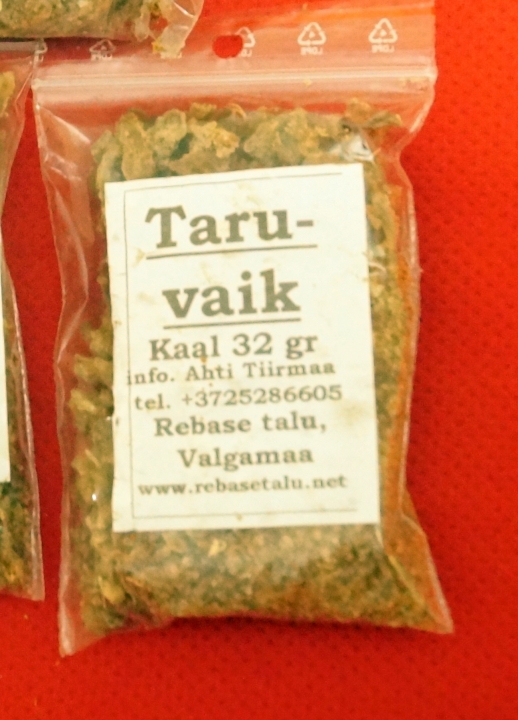 Taru-
vaik
Kaal 32 gr
info. Ahti Tiirmaa
tel. +3725286605
Rebase talu,
Valgamaa
www.rebasetalu.net